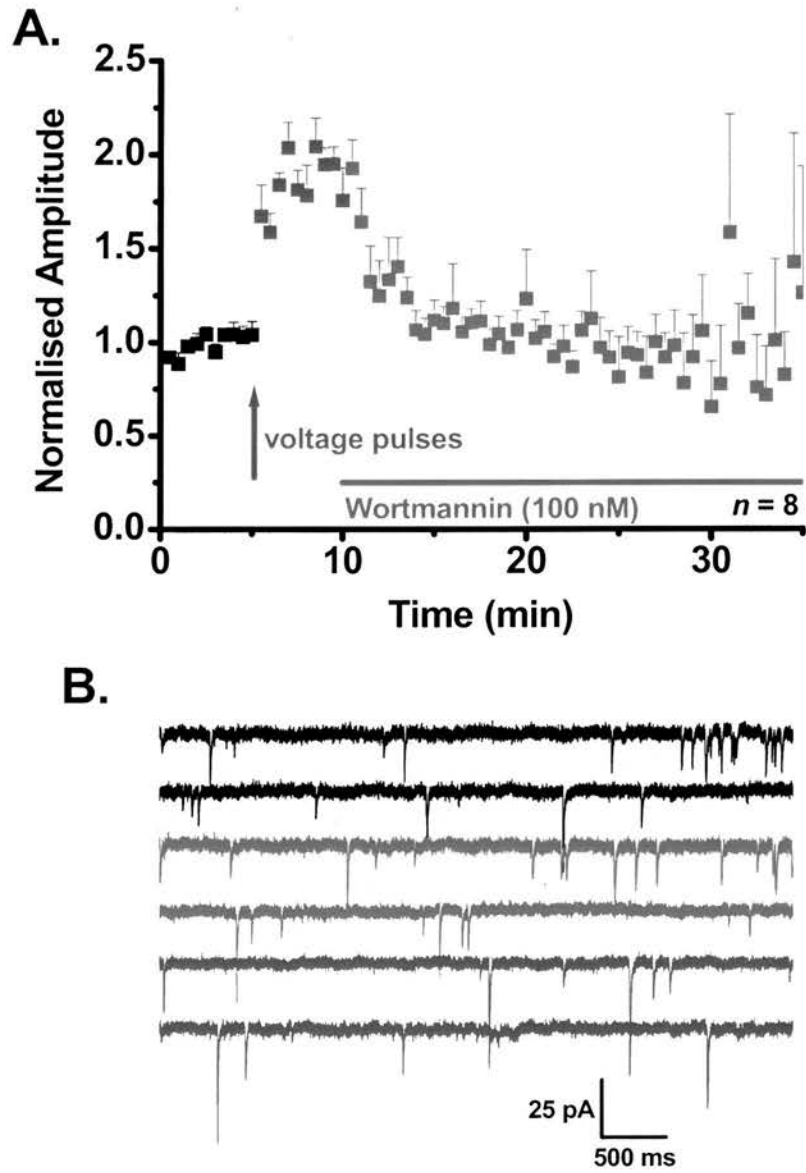 A.
2.5
2.0
1.5
1.0
0.5
0.0
Normalised Amplitude
voltage pulses
Wortmannin (100 nM)
n = 8
0
10
20
30
Time (min)
B.
25 pA
500 ms